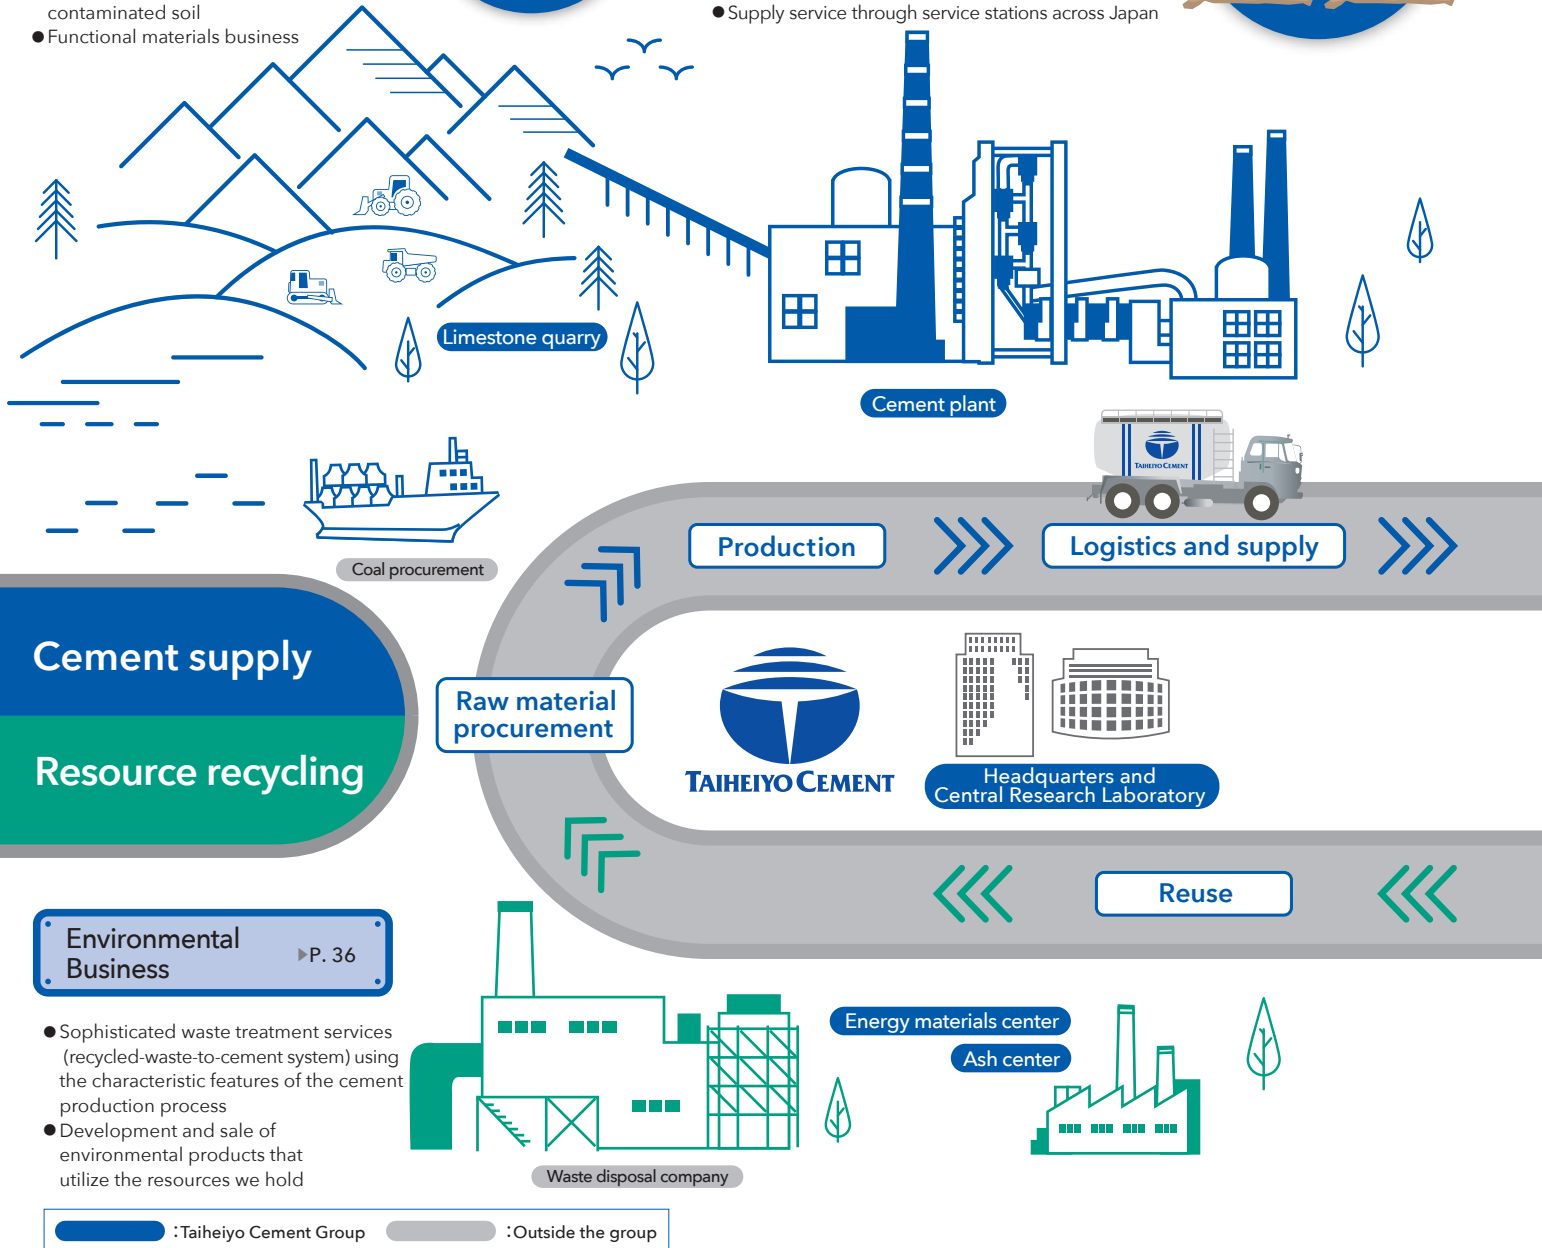 contaminated soil
● Functional materials business
● Supply service through service stations across Japan
Limestone quarry
Cement plant
TAIHEIYO CEMENT
Coal procurement
Production
Logistics and supply
Cement supply
Resource recycling
Raw material
procurement
TAIHEIYO CEMENT
Headquarters and
Central Research Laboratory
Reuse
Environmental
Business
▶P. 36
● Sophisticated waste treatment services
(recycled-waste-to-cement system) using
the characteristic features of the cement
production process
● Development and sale of
environmental products that
utilize the resources we hold
Energy materials center
Ash center
Waste disposal company
:Taiheiyo Cement Group
:Outside the group